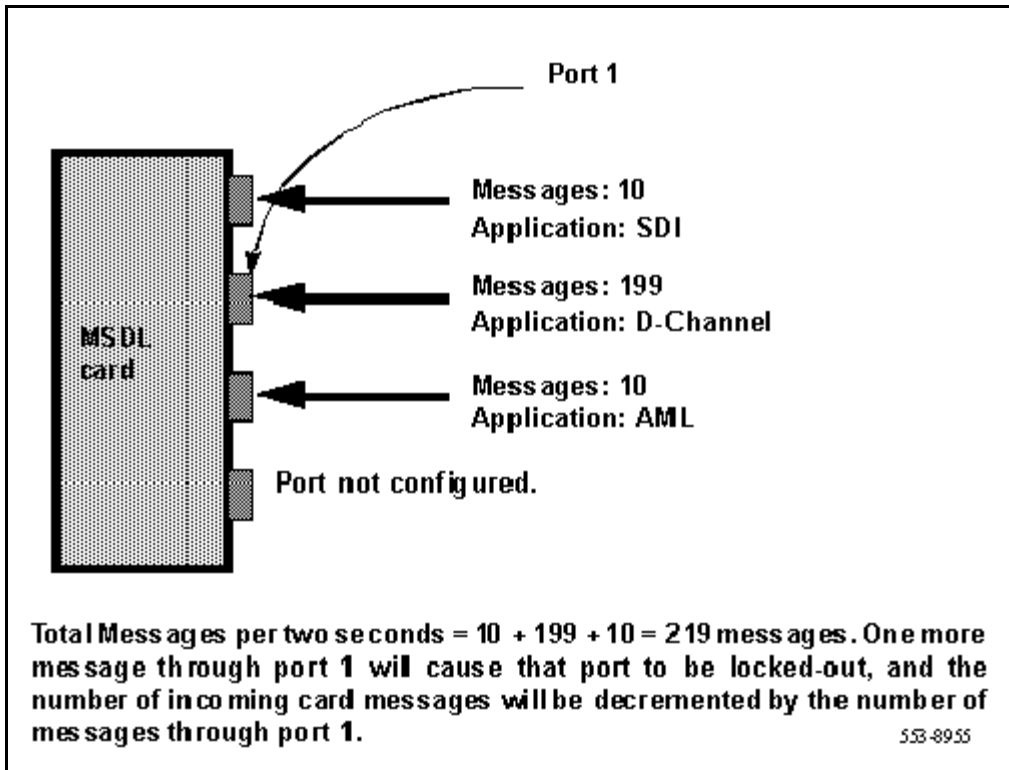 Port 1
Messages: 10
Application: SDI
Messages: 199
Application: D-Channel
MSDL
card
Messages: 10
Application: AML
Port not configured.
Total Messages per two seconds = 10 + 199 + 10 = 219 messages. One more
message through port 1 will cause that port to be locked-out, and the
number of incoming card messages will be decremented by the number of
messages through port 1.
553-8955